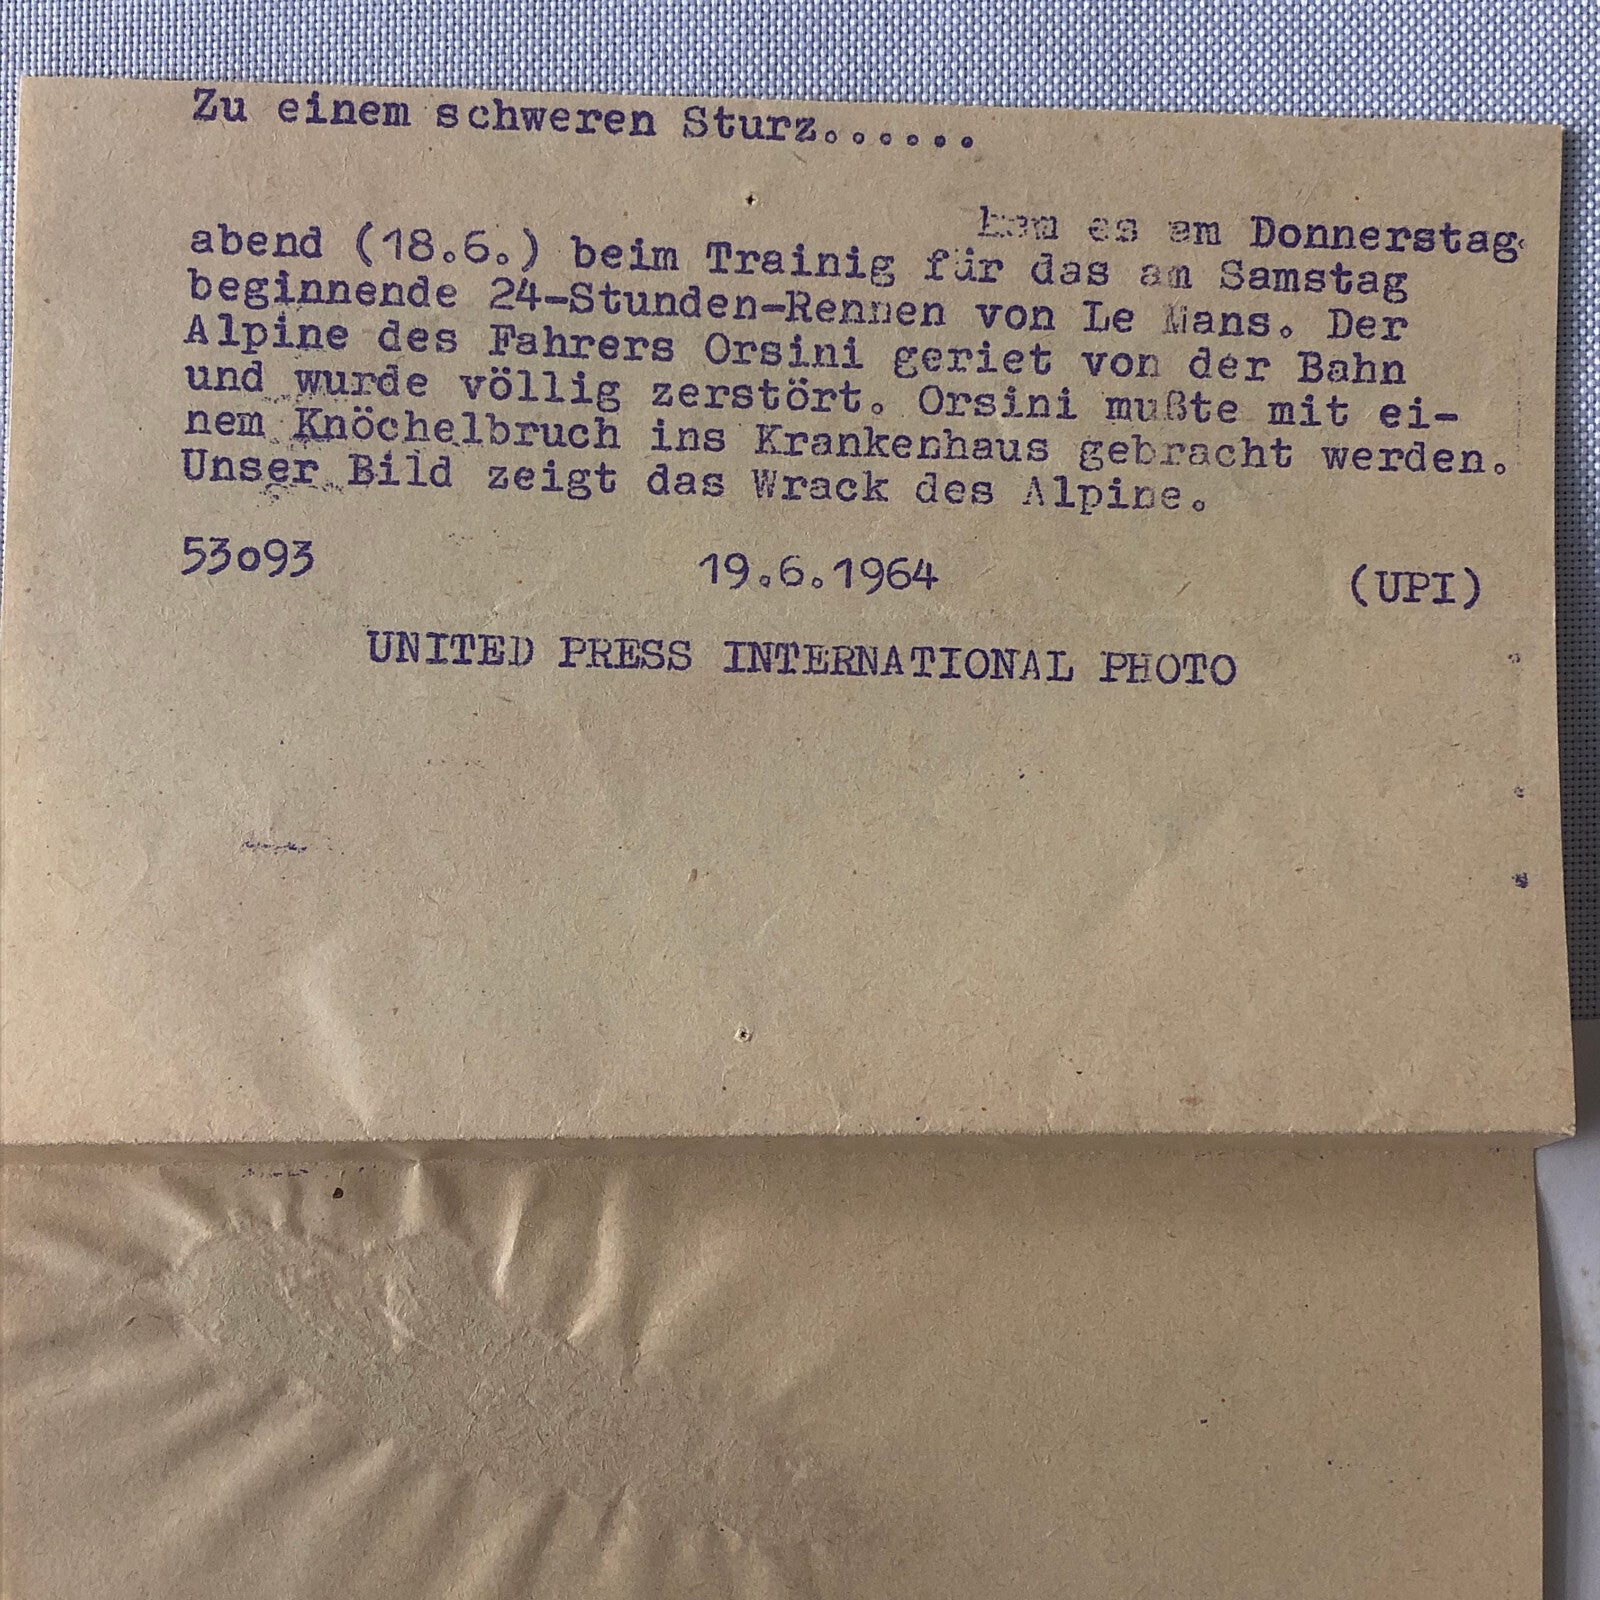 Zu einem schweren Sturz......
kam es am Donnerstag-
abend (18.6.) beim Trainig für das am Samstag
beginnende 24-Stunden-Rennen von Le Mans. Der
Alpine des Fahrers Orsini geriet von der Bahn
und wurde völlig zerstört. Orsini mußte mit ei-
nem Knöchelbruch ins Krankenhaus gebracht werden.
Unser Bild zeigt das Wrack des Alpine.
53o93 19.6.1964 (UPI)
UNITED PRESS INTERNATIONAL PHOTO